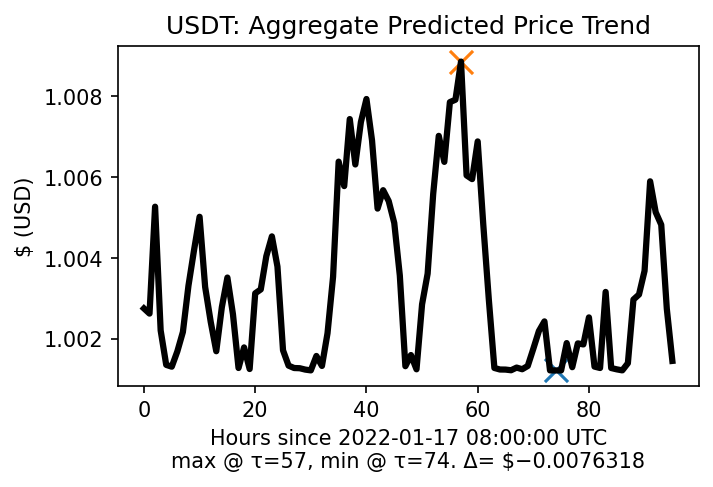 USDT: Aggregate Predicted Price Trend
1.008
1.006
1.004
1.002
$ (USD)
0 20 40 60 80
Hours since 2022-01-17 08:00:00 UTC
max @ τ=57, min @ τ=74. Δ= $−0.0076318